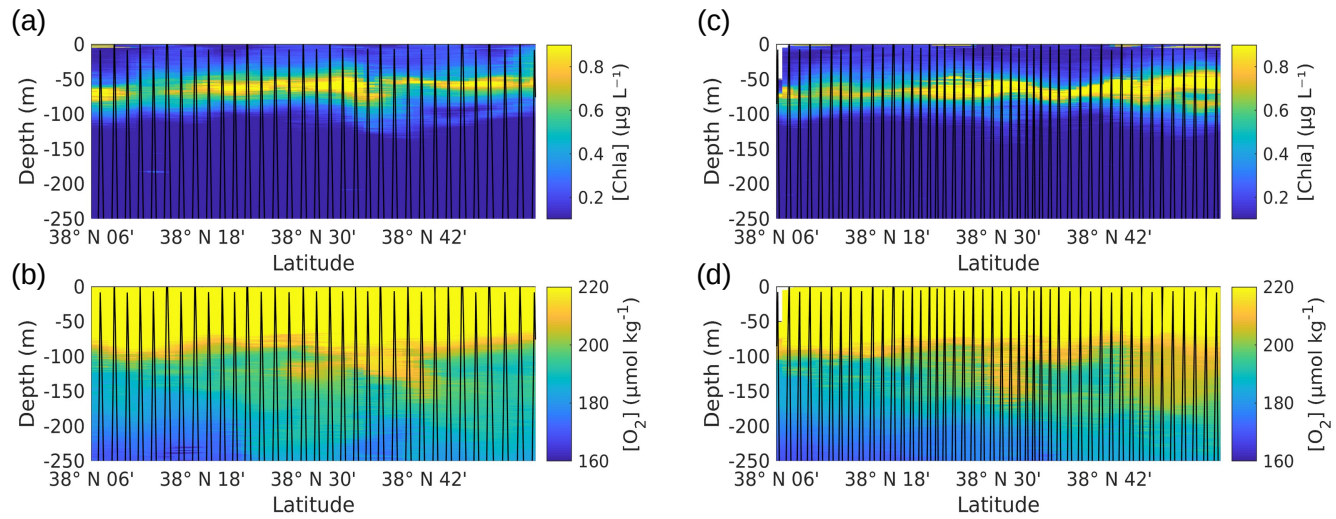 (a)
0
-50
-100
-150
-200
-250
Depth (m)
38° N 06' 38° N 18' 38° N 30' 38° N 42'
Latitude
0.8
0.6
0.4
0.2
[Chla] (µg L⁻¹)
(c)
0
-50
-100
-150
-200
-250
Depth (m)
38° N 06' 38° N 18' 38° N 30' 38° N 42'
Latitude
0.8
0.6
0.4
0.2
[Chla] (µg L⁻¹)
(b)
0
-50
-100
-150
-200
-250
Depth (m)
38° N 06' 38° N 18' 38° N 30' 38° N 42'
Latitude
220
200
180
160
[O₂] (µmol kg⁻¹)
(d)
0
-50
-100
-150
-200
-250
Depth (m)
38° N 06' 38° N 18' 38° N 30' 38° N 42'
Latitude
220
200
180
160
[O₂] (µmol kg⁻¹)